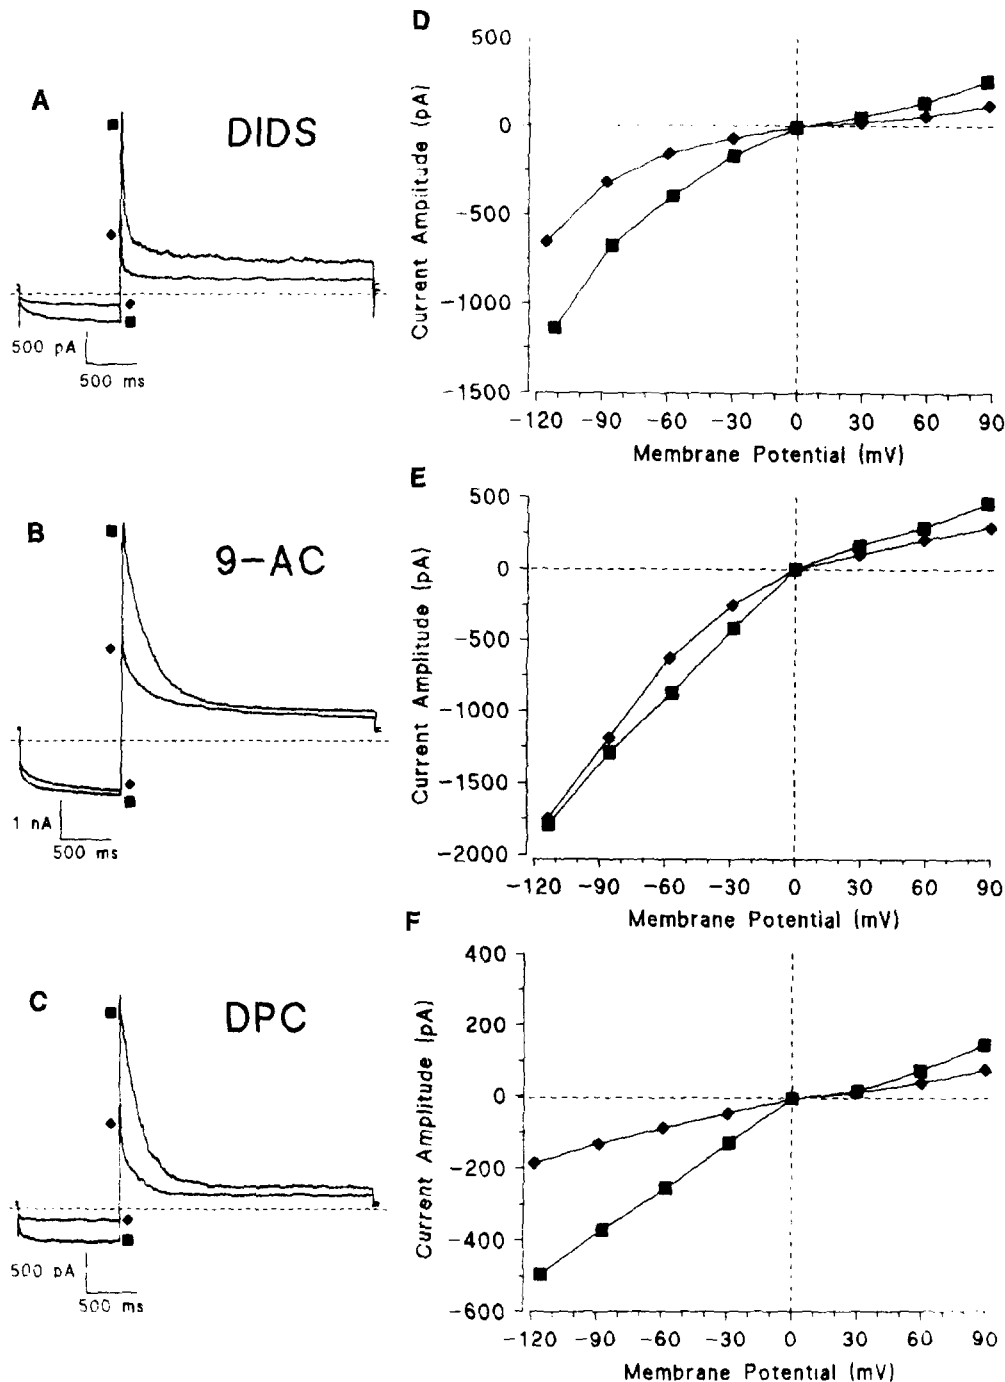 A
DIDS
500 pA
500 ms
B
9-AC
1 nA
500 ms
C
DPC
500 pA
500 ms
D
500
0
-500
-1000
-1500
Current Amplitude (pA)
-120 -90 -60 -30 0 30 60 90
Membrane Potential (mV)
E
500
0
-500
-1000
-1500
-2000
Current Amplitude (pA)
-120 -90 -60 -30 0 30 60 90
Membrane Potential (mV)
F
400
200
0
-200
-400
-600
Current Amplitude (pA)
-120 -90 -60 -30 0 30 60 90
Membrane Potential (mV)